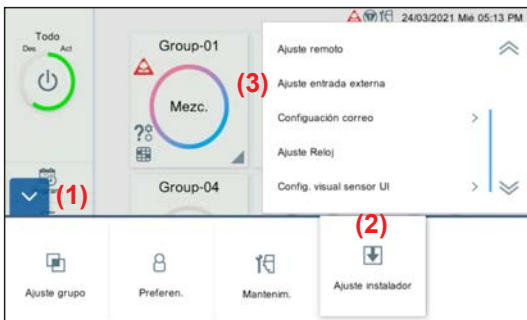 24/03/2021 Mié 05:13 PM
Todo
Des Act
Group-01
Mezc.
(3)
Ajuste remoto
Ajuste entrada externa
Configuación correo
Ajuste Reloj
Config. visual sensor UI
Group-04
(1)
(2)
Ajuste grupo
Preferen.
Mantenim.
Ajuste instalador